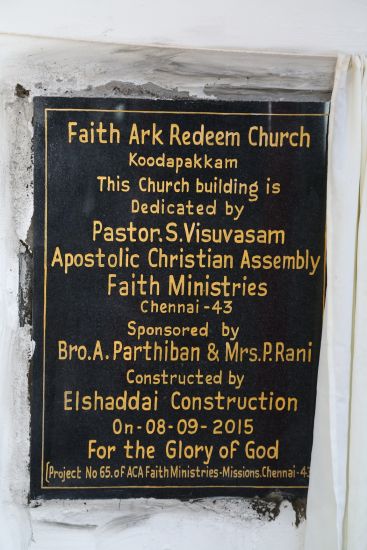 Faith Ark Redeem Church
Koodapakkam
This Church building is
Dedicated by
Pastor.S.Visuvasam
Apostolic Christian Assembly
Faith Ministries
Chennai -43
Sponsored by
Bro.A. Parthiban & Mrs.P.Rani
Constructed by
Elshaddai Construction
On-08-09-2015
For the Glory of God
(Project No 65.of ACA Faith Ministries-Missions.Chennai-43